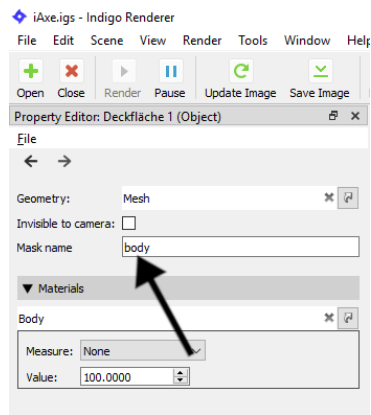 iAxe.igs - Indigo Renderer
File Edit Scene View Render Tools Window Help
Open Close Render Pause Update Image Save Image
Property Editor: Deckfläche 1 (Object)
File
Geometry: Mesh
Invisible to camera:
Mask name body
Materials
Body
Measure: None
Value: 100.0000